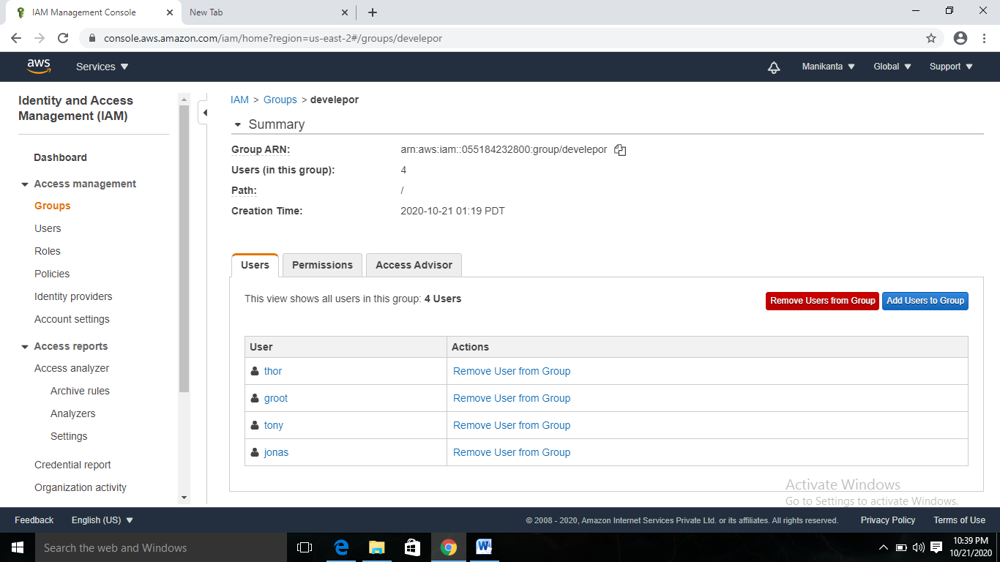 IAM Management Console
New Tab
console.aws.amazon.com/iam/home?region=us-east-2#/groups/develepor
aws
Services
Manikanta
Global
Support
Identity and Access
Management (IAM)
Dashboard
Access management
Groups
Users
Roles
Policies
Identity providers
Account settings
Access reports
Access analyzer
Archive rules
Analyzers
Settings
Credential report
Organization activity
IAM > Groups > develepor
Summary
Group ARN: arn:aws:iam::055184232800:group/develepor
Users (in this group): 4
Path: /
Creation Time: 2020-10-21 01:19 PDT
Users
Permissions
Access Advisor
This view shows all users in this group: 4 Users
Remove Users from Group
Add Users to Group
User Actions
thor Remove User from Group
groot Remove User from Group
tony Remove User from Group
jonas Remove User from Group
Activate Windows
Go to Settings to activate Windows.
Feedback
English (US)
© 2008 - 2020, Amazon Internet Services Private Ltd. or its affiliates. All rights reserved.
Privacy Policy
Terms of Use
Search the web and Windows
10:39 PM
10/21/2020